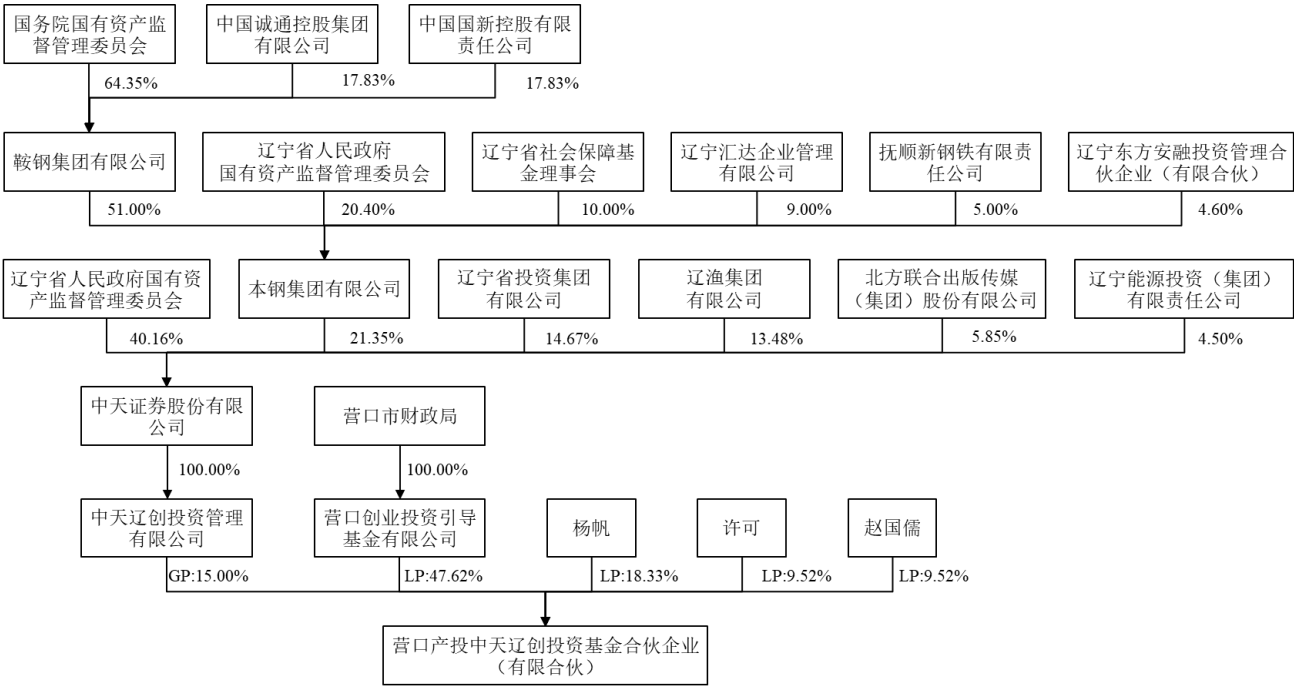 国务院国有资产监
督管理委员会
中国诚通控股集团
有限公司
中国国新控股有限
责任公司
64.35%
17.83%
17.83%
鞍钢集团有限公司
辽宁省人民政府
国有资产监督管理委员会
辽宁省社会保障基
金理事会
辽宁汇达企业管理
有限公司
抚顺新钢铁有限责
任公司
辽宁东方安融投资管理合
伙企业（有限合伙）
51.00%
20.40%
10.00%
9.00%
5.00%
4.60%
辽宁省人民政府国有资
产监督管理委员会
本钢集团有限公司
辽宁省投资集团
有限公司
辽渔集团
有限公司
北方联合出版传媒
（集团）股份有限公司
辽宁能源投资（集团）
有限责任公司
40.16%
21.35%
14.67%
13.48%
5.85%
4.50%
中天证券股份有限
公司
营口市财政局
100.00%
100.00%
中天辽创投资管理
有限公司
营口创业投资引导
基金有限公司
杨帆
许可
赵国儒
GP:15.00%
LP:47.62%
LP:18.33%
LP:9.52%
LP:9.52%
营口产投中天辽创投资基金合伙企业
（有限合伙）